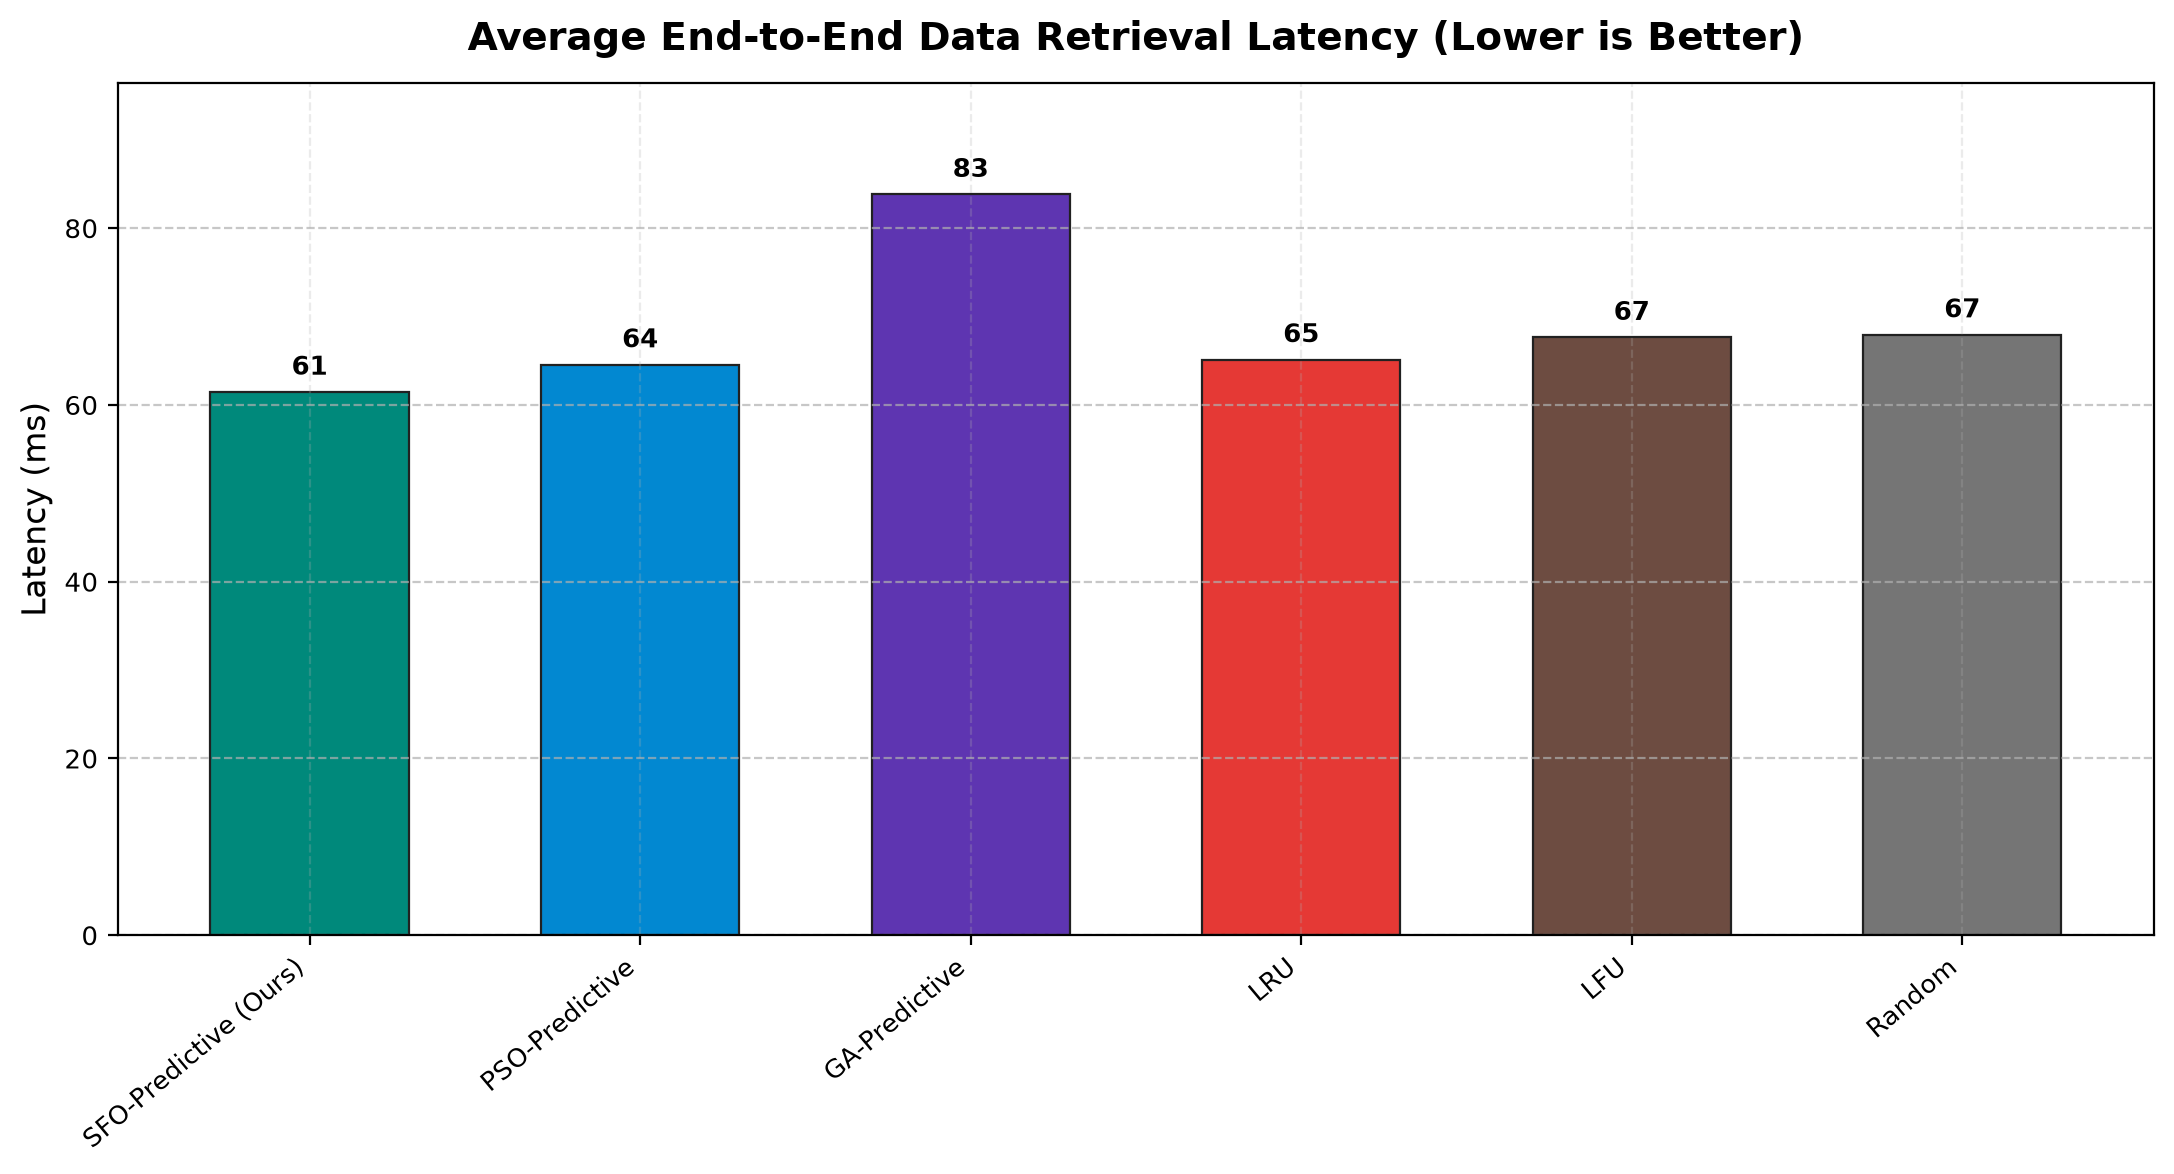 Average End-to-End Data Retrieval Latency (Lower is Better)
Latency (ms)
80
60
40
20
0
61
64
83
65
67
67
SFO-Predictive (Ours)
PSO-Predictive
GA-Predictive
LRU
LFU
Random